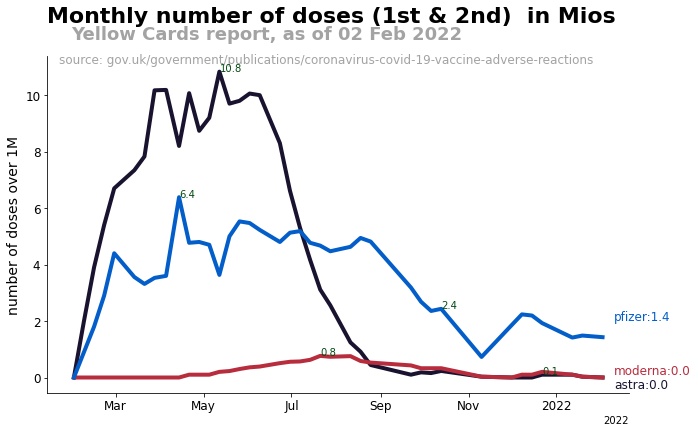 Monthly number of doses (1st & 2nd)  in Mios
Yellow Cards report, as of 02 Feb 2022
source: gov.uk/government/publications/coronavirus-covid-19-vaccine-adverse-reactions
10.8
10
8
6.4
6
number of doses over 1M
4
2.4
pfizer:1.4
2
0.8
0.1
moderna:0.0
0
astra:0.0
Mar May Jul Sep Nov 2022
2022